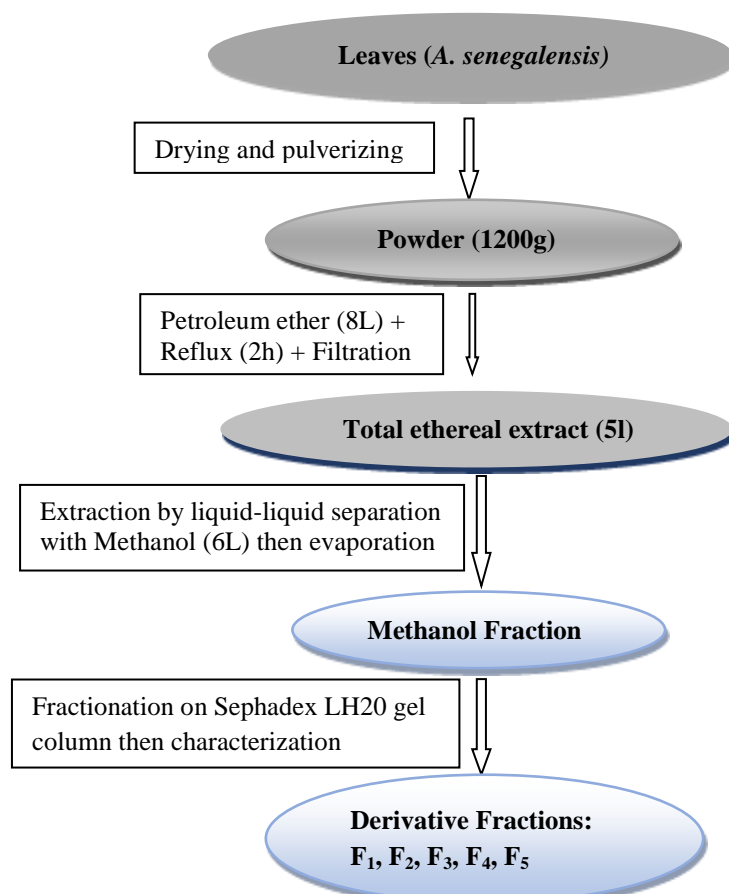 Leaves (A. senegalensis)
Drying and pulverizing
Powder (1200g)
Petroleum ether (8L) +
Reflux (2h) + Filtration
Total ethereal extract (5l)
Extraction by liquid-liquid separation
with Methanol (6L) then evaporation
Methanol Fraction
Fractionation on Sephadex LH20 gel
column then characterization
Derivative Fractions:
F₁, F₂, F₃, F₄, F₅